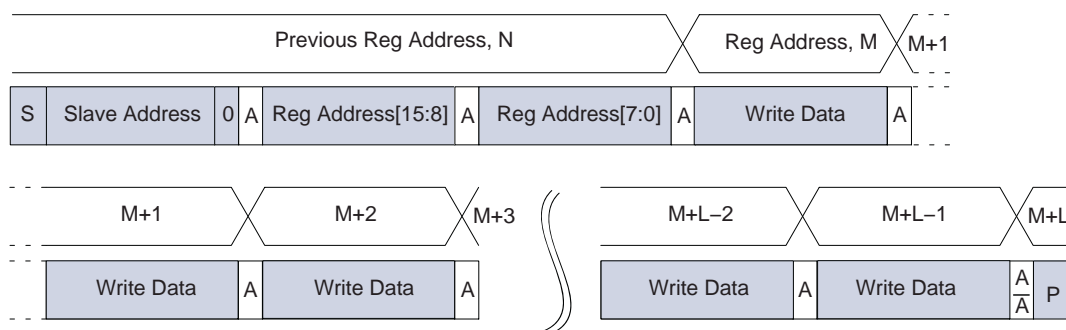 Previous Reg Address, N Reg Address, M M+1
S Slave Address 0 A Reg Address[15:8] A Reg Address[7:0] A Write Data A
M+1 M+2 M+3 M+L−2 M+L−1 M+L
Write Data A Write Data A Write Data A Write Data A/A̅ P